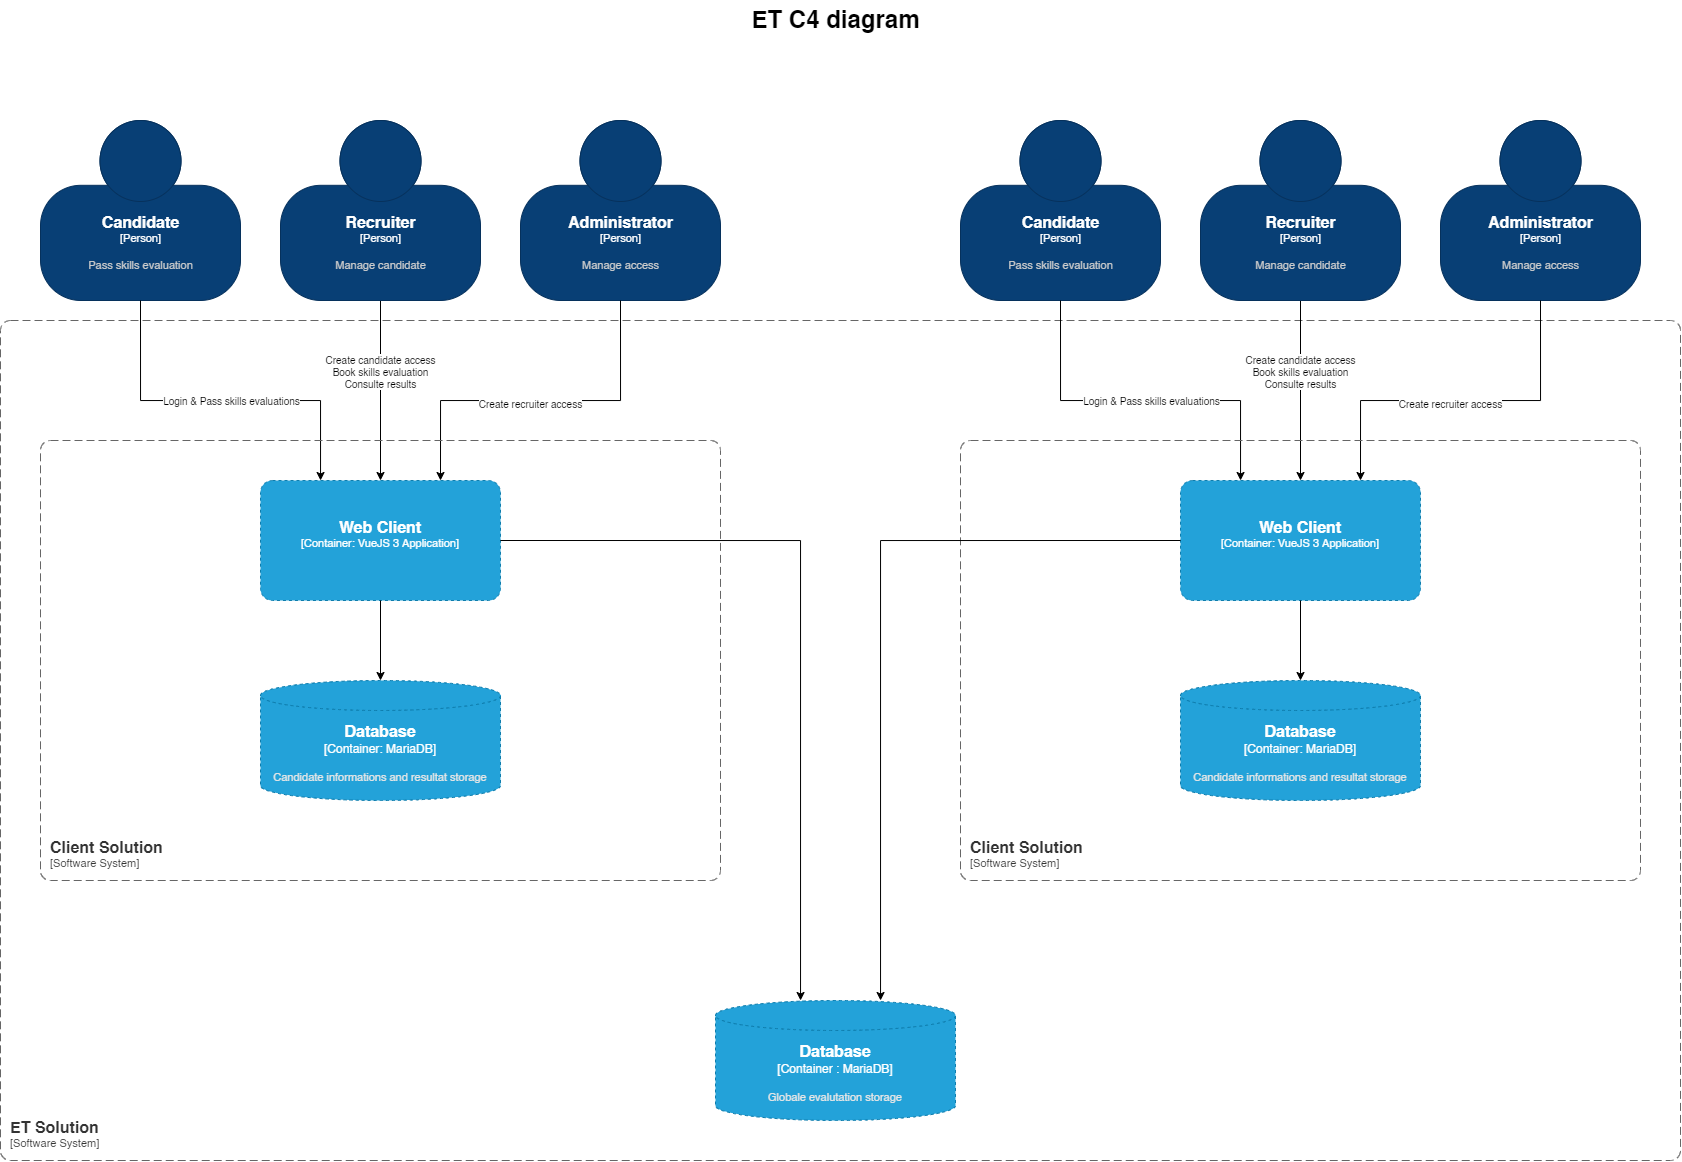 ET C4 diagram
Candidate
[Person]
Pass skills evaluation
Recruiter
[Person]
Manage candidate
Administrator
[Person]
Manage access
Candidate
[Person]
Pass skills evaluation
Recruiter
[Person]
Manage candidate
Administrator
[Person]
Manage access
Create candidate access
Book skills evaluation
Consulte results
Login & Pass skills evaluations
Create recruiter access
Create candidate access
Book skills evaluation
Consulte results
Login & Pass skills evaluations
Create recruiter access
Web Client
[Container: VueJS 3 Application]
Web Client
[Container: VueJS 3 Application]
Database
[Container: MariaDB]
Candidate informations and resultat storage
Database
[Container: MariaDB]
Candidate informations and resultat storage
Client Solution
[Software System]
Client Solution
[Software System]
Database
[Container : MariaDB]
Globale evalutation storage
ET Solution
[Software System]